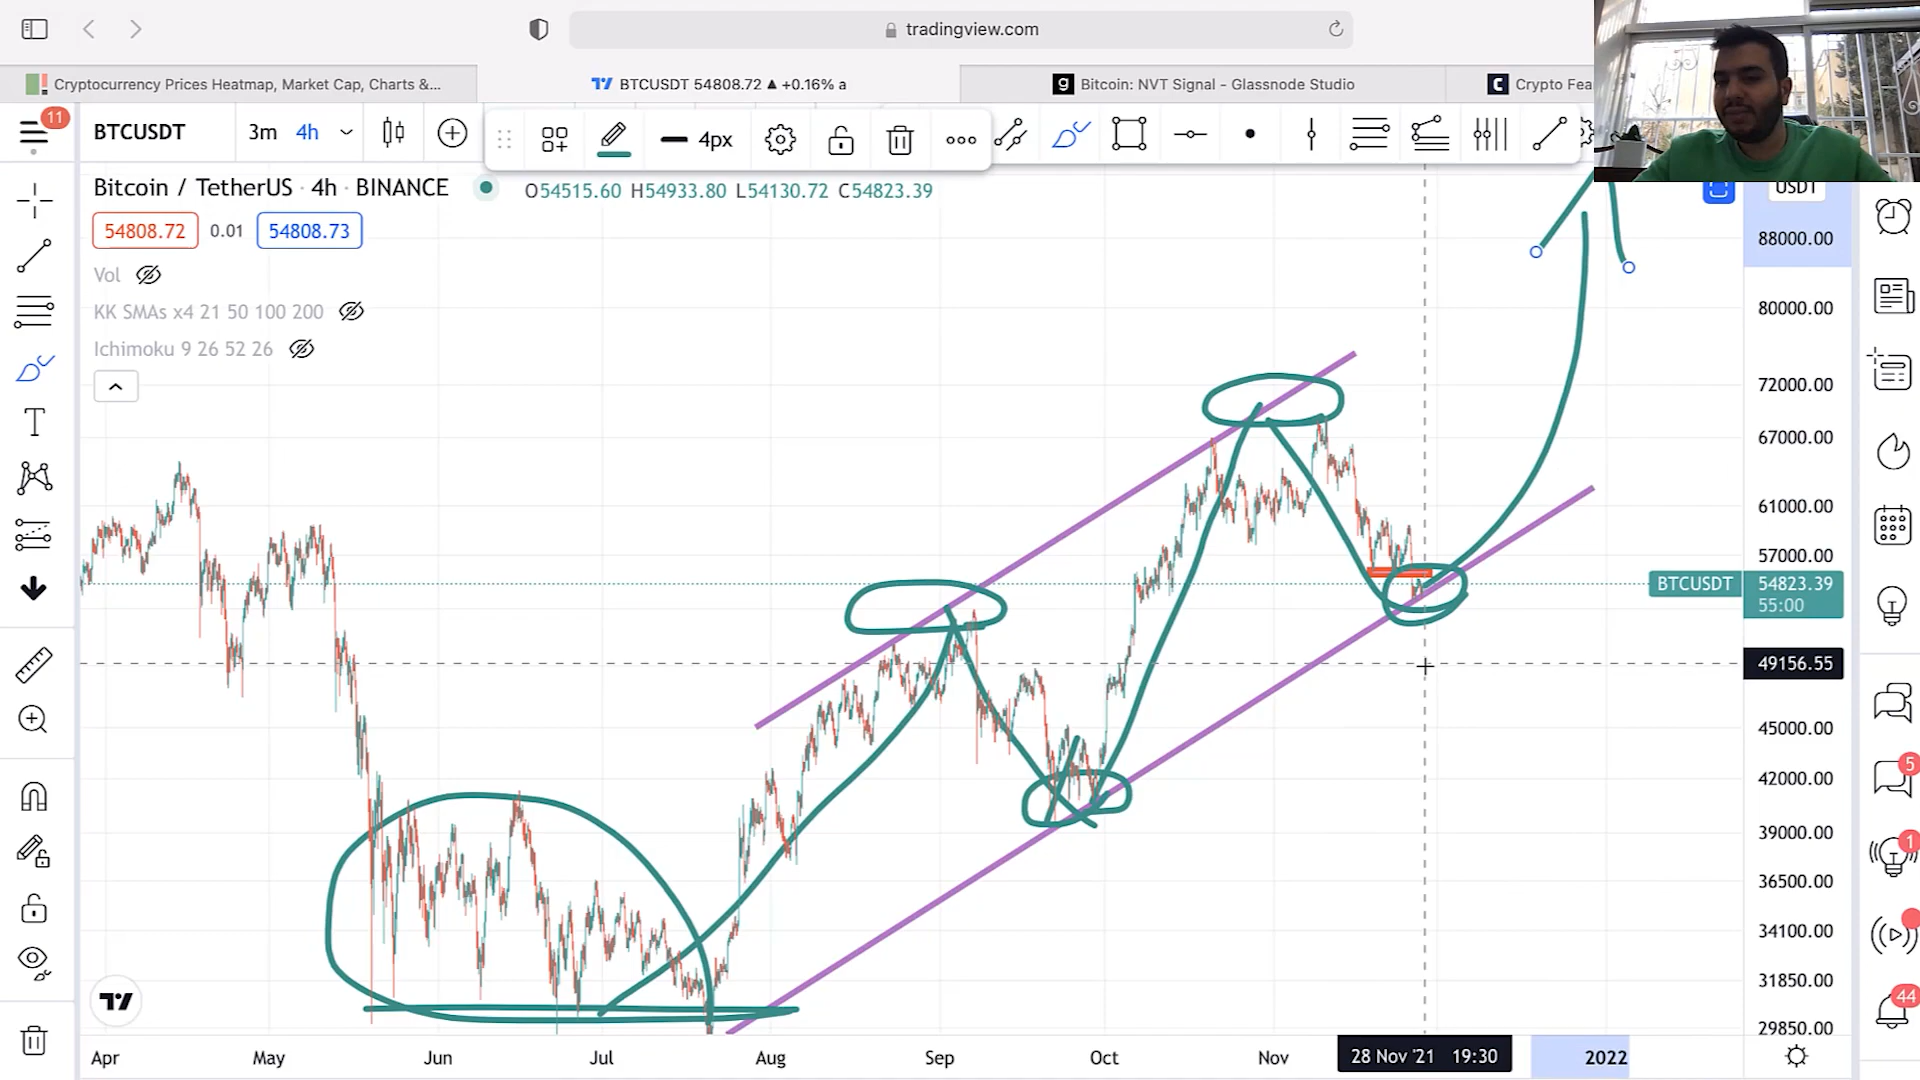 tradingview.com
Cryptocurrency Prices Heatmap, Market Cap, Charts &...
BTCUSDT 54808.72 ▲ +0.16% a
g Bitcoin: NVT Signal – Glassnode Studio
C Crypto Fea
11
BTCUSDT 3m 4h 4px
Bitcoin / TetherUS · 4h · BINANCE O54515.60 H54933.80 L54130.72 C54823.39
USDT
54808.72 0.01 54808.73
88000.00
Vol
KK SMAs x4 21 50 100 200
80000.00
Ichimoku 9 26 52 26
72000.00
T
67000.00
61000.00
57000.00
BTCUSDT 54823.39
55:00
49156.55
45000.00
5
42000.00
39000.00
1
36500.00
34100.00
31850.00
44
29850.00
Apr May Jun Jul Aug Sep Oct Nov 28 Nov '21 19:30 2022